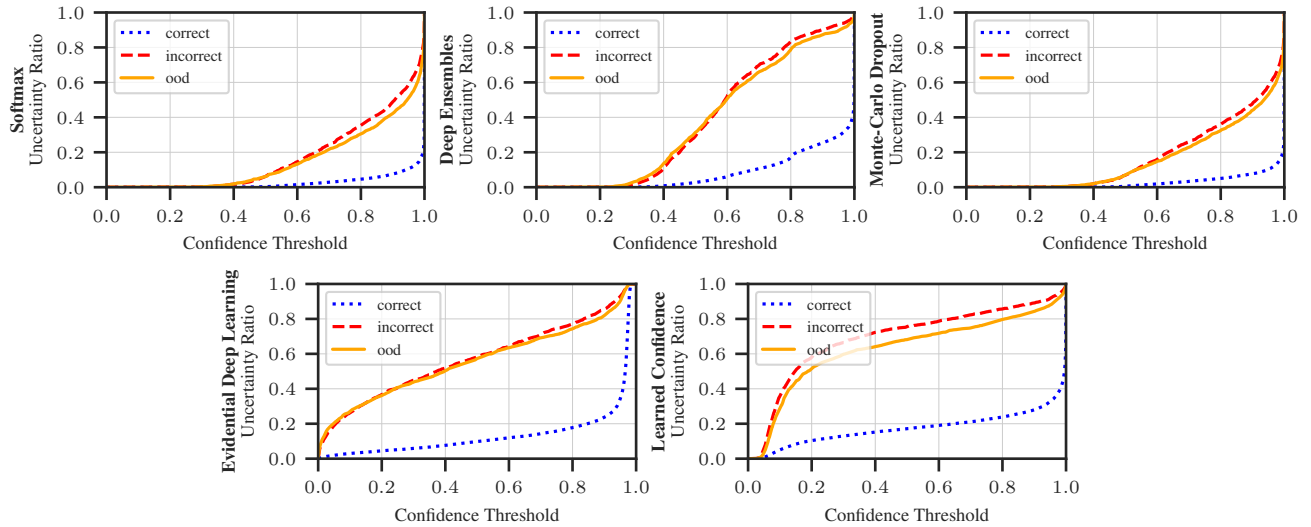 Softmax
Uncertainty Ratio
1.0
0.8
0.6
0.4
0.2
0.0
correct
incorrect
ood
0.0 0.2 0.4 0.6 0.8 1.0
Confidence Threshold
Deep Ensembles
Uncertainty Ratio
1.0
0.8
0.6
0.4
0.2
0.0
correct
incorrect
ood
0.0 0.2 0.4 0.6 0.8 1.0
Confidence Threshold
Monte-Carlo Dropout
Uncertainty Ratio
1.0
0.8
0.6
0.4
0.2
0.0
correct
incorrect
ood
0.0 0.2 0.4 0.6 0.8 1.0
Confidence Threshold
Evidential Deep Learning
Uncertainty Ratio
1.0
0.8
0.6
0.4
0.2
0.0
correct
incorrect
ood
0.0 0.2 0.4 0.6 0.8 1.0
Confidence Threshold
Learned Confidence
Uncertainty Ratio
1.0
0.8
0.6
0.4
0.2
0.0
correct
incorrect
ood
0.0 0.2 0.4 0.6 0.8 1.0
Confidence Threshold